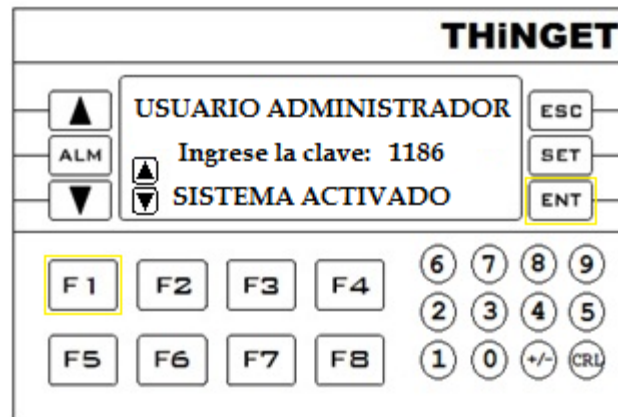 THiNGET
USUARIO ADMINISTRADOR
Ingrese la clave: 1186
SISTEMA ACTIVADO
ALM
ESC
SET
ENT
F1 F2 F3 F4
F5 F6 F7 F8
6 7 8 9
2 3 4 5
1 0 +/- CRL